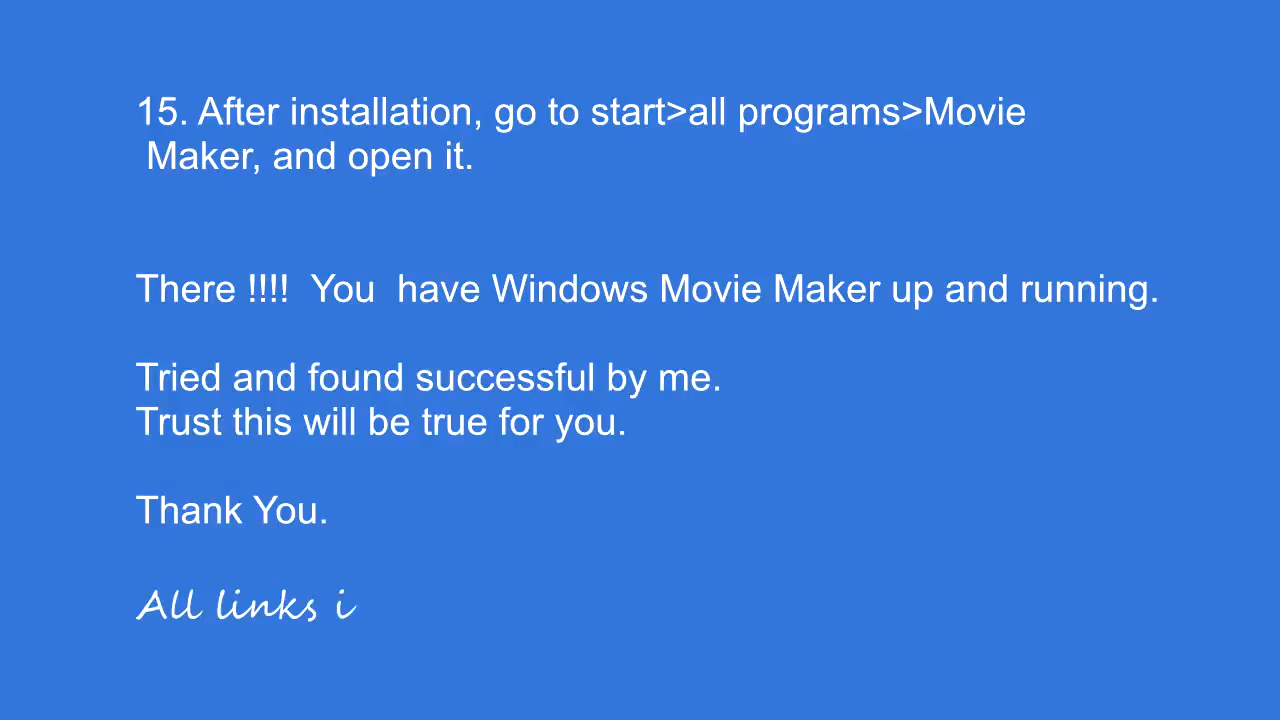 15. After installation, go to start>all programs>Movie
Maker, and open it.
There !!!!  You  have Windows Movie Maker up and running.
Tried and found successful by me.
Trust this will be true for you.
Thank You.
All links i